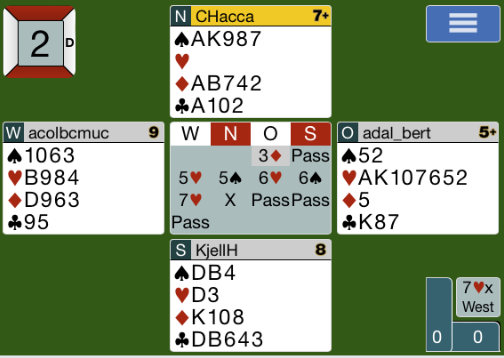 2 D
N CHacca 7+
♠AK987
♥
♦AB742
♣A102
W acolbcmuc 9
♠1063
♥B984
♦D963
♣95
W N O S
3♦ Pass
5♥ 5♠ 6♥ 6♠
7♥ X Pass Pass
Pass
O adal_bert 5+
♠52
♥AK107652
♦5
♣K87
S KjellH 8
♠DB4
♥D3
♦K108
♣DB643
7♥x
West
0 0